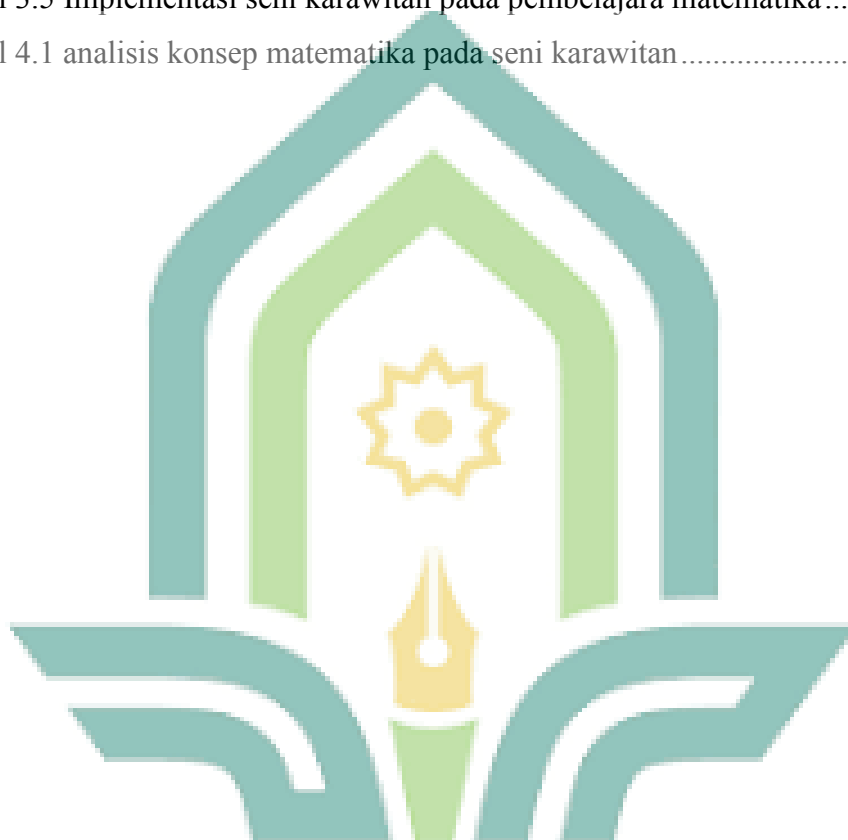 l 3.5 Implementasi seni karawitan pada pembelajara matematika...
l 4.1 analisis konsep matematika pada seni karawitan.....................